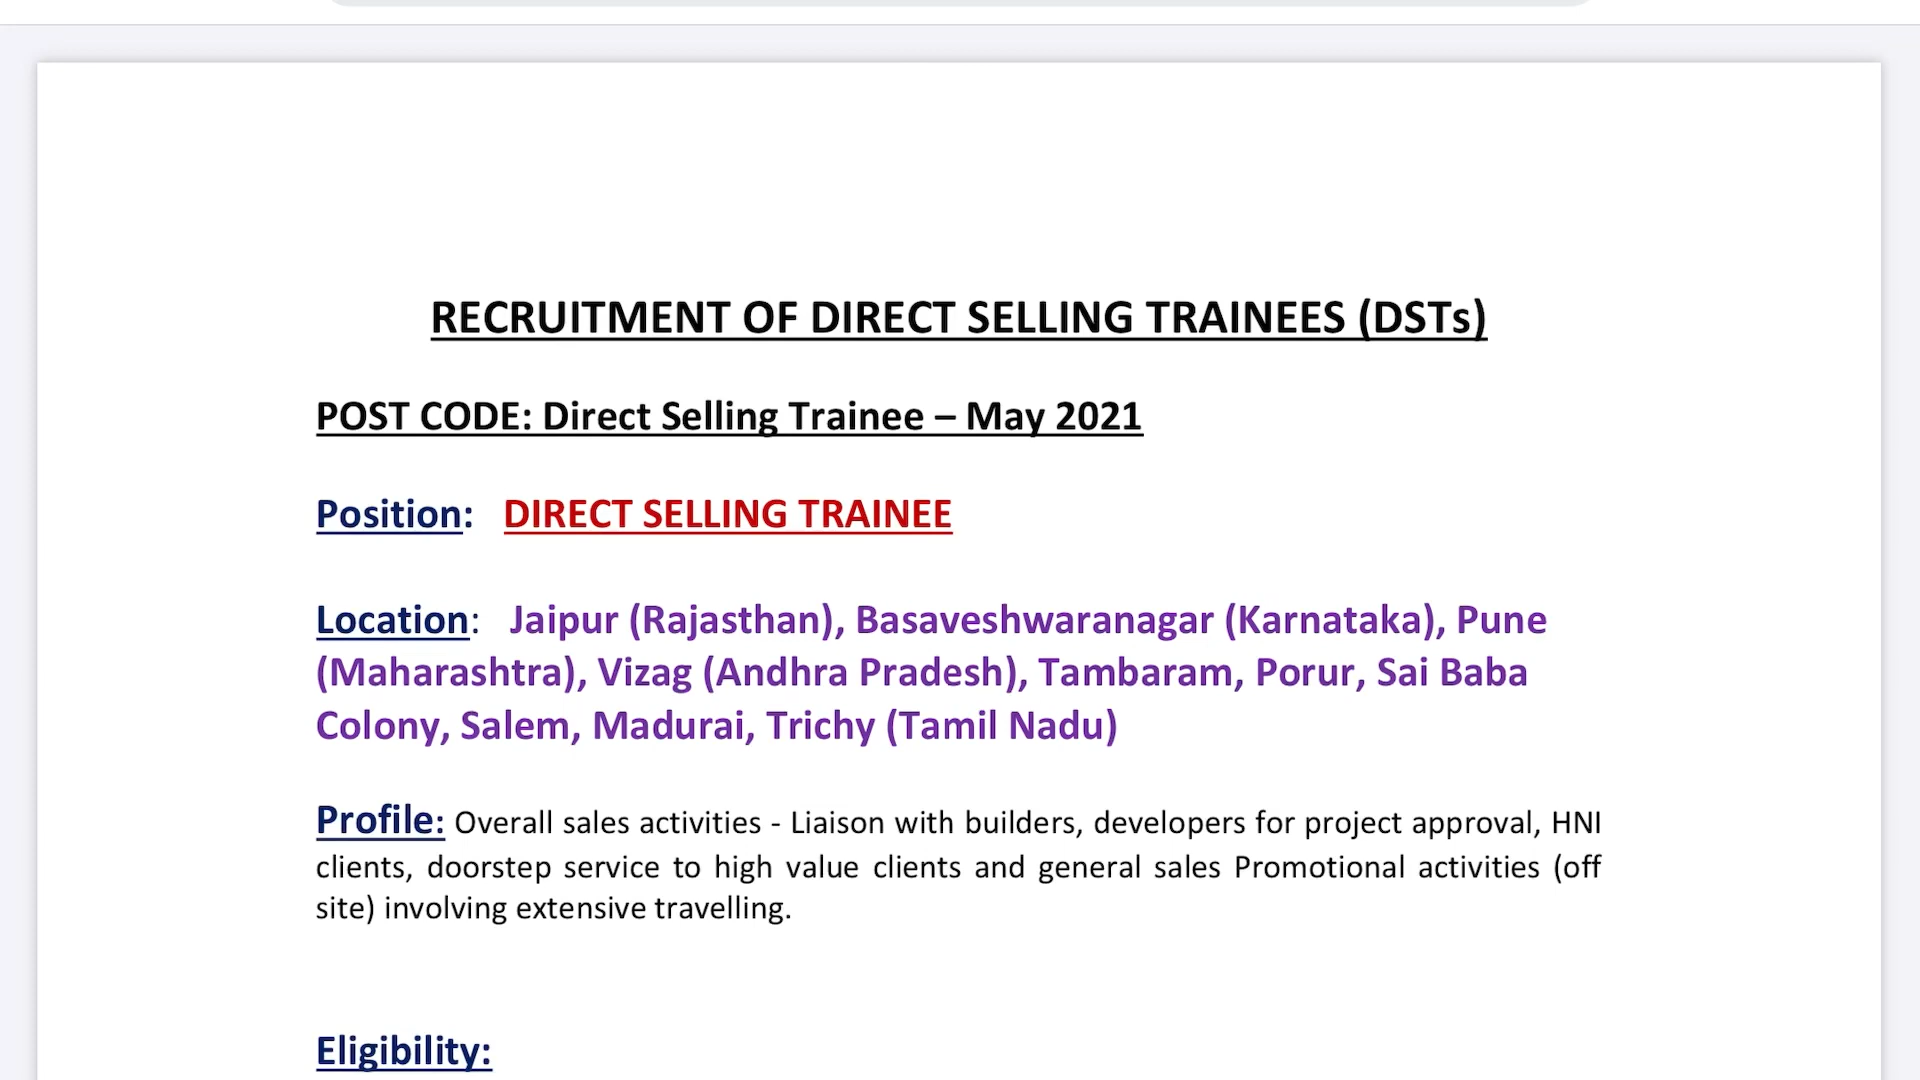 RECRUITMENT OF DIRECT SELLING TRAINEES (DSTs)
POST CODE: Direct Selling Trainee – May 2021
Position: DIRECT SELLING TRAINEE
Location: Jaipur (Rajasthan), Basaveshwaranagar (Karnataka), Pune
(Maharashtra), Vizag (Andhra Pradesh), Tambaram, Porur, Sai Baba
Colony, Salem, Madurai, Trichy (Tamil Nadu)
Profile: Overall sales activities - Liaison with builders, developers for project approval, HNI
clients, doorstep service to high value clients and general sales Promotional activities (off
site) involving extensive travelling.
Eligibility: